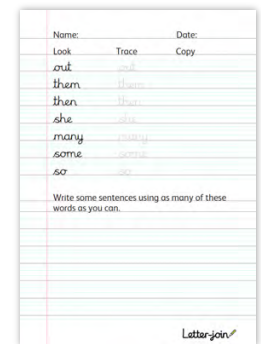 Name: Date:
Look Trace Copy
out out
them them
then then
she she
many many
some some
so so
Write some sentences using as many of these
words as you can.
Letter-join